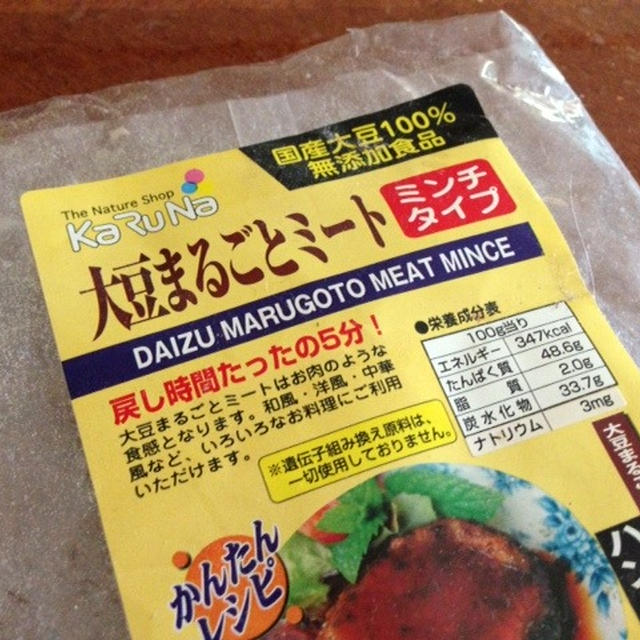 国産大豆100%
無添加食品
The Nature Shop
KaRuNa
ミンチ
タイプ
大豆まるごとミート
DAIZU MARUGOTO MEAT MINCE
戻し時間たったの5分！
大豆まるごとミートはお肉のような
食感となります。和風・洋風・中華
風など、いろいろなお料理にご利用
いただけます。
●栄養成分表
100g当り
エネルギー 347kcal
たんぱく質 48.6g
脂質 2.0g
炭水化物 33.7g
ナトリウム 3mg
※遺伝子組み換え原料は、
一切使用しておりません。
かんたん
レシピ
大豆まる
ハン